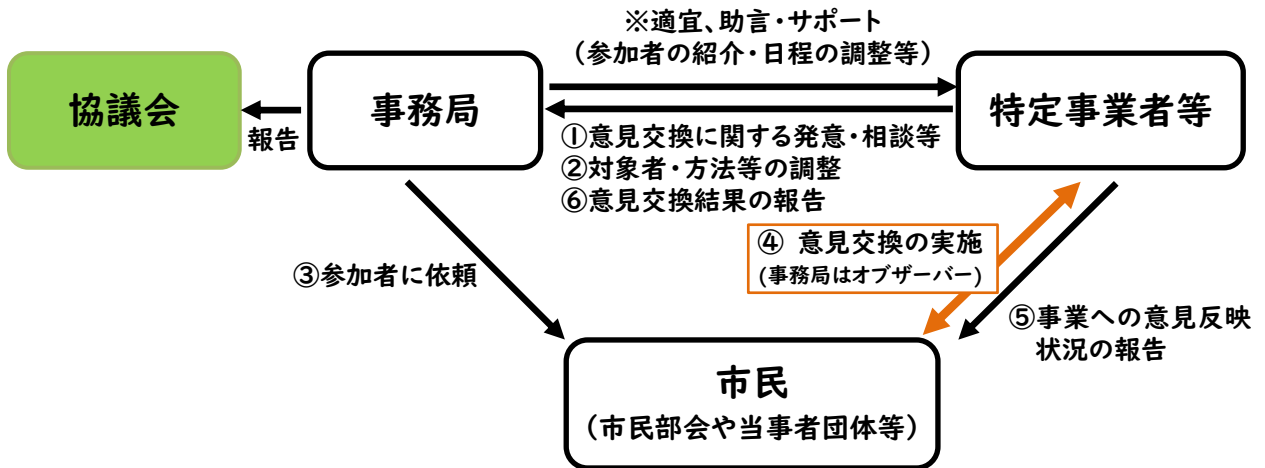 ※適宜、助言・サポート
（参加者の紹介・日程の調整等）
協議会
報告
事務局
特定事業者等
①意見交換に関する発意・相談等
②対象者・方法等の調整
⑥意見交換結果の報告
④ 意見交換の実施
(事務局はオブザーバー)
③参加者に依頼
⑤事業への意見反映
状況の報告
市民
（市民部会や当事者団体等）